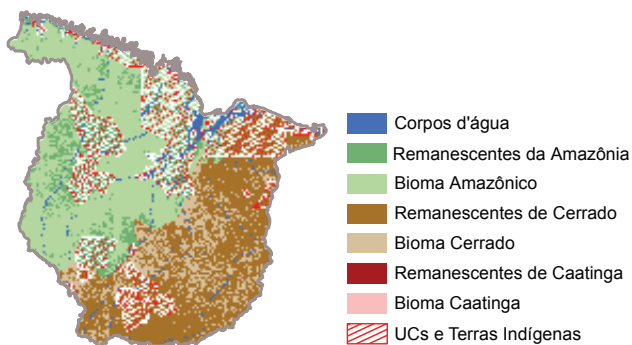 Corpos d'água
Remanescentes da Amazônia
Bioma Amazônico
Remanescentes de Cerrado
Bioma Cerrado
Remanescentes de Caatinga
Bioma Caatinga
UCs e Terras Indígenas